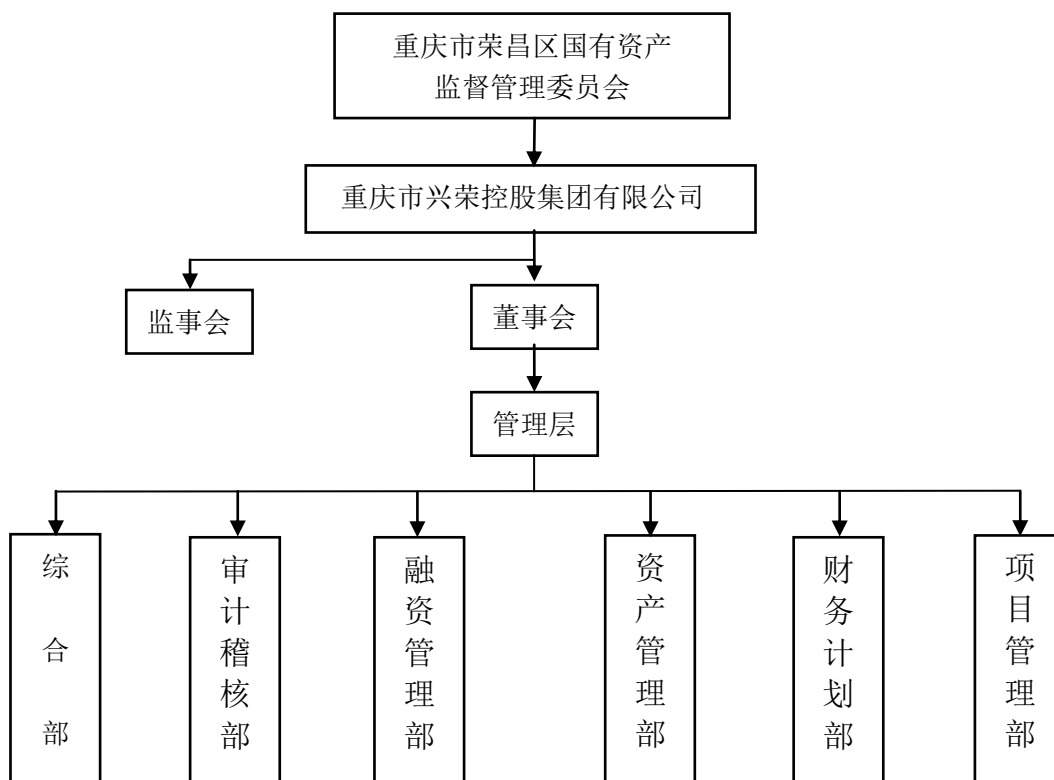 重庆市荣昌区国有资产
监督管理委员会
重庆市兴荣控股集团有限公司
监事会
董事会
管理层
综合部
审计稽核部
融资管理部
资产管理部
财务计划部
项目管理部